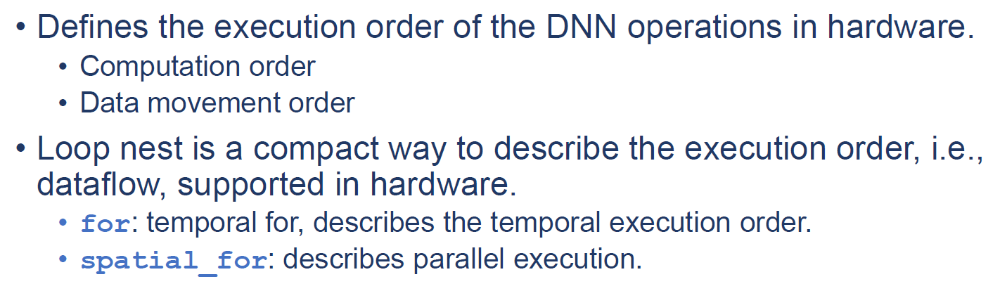 • Defines the execution order of the DNN operations in hardware.
• Computation order
• Data movement order
• Loop nest is a compact way to describe the execution order, i.e.,
dataflow, supported in hardware.
• for: temporal for, describes the temporal execution order.
• spatial_for: describes parallel execution.